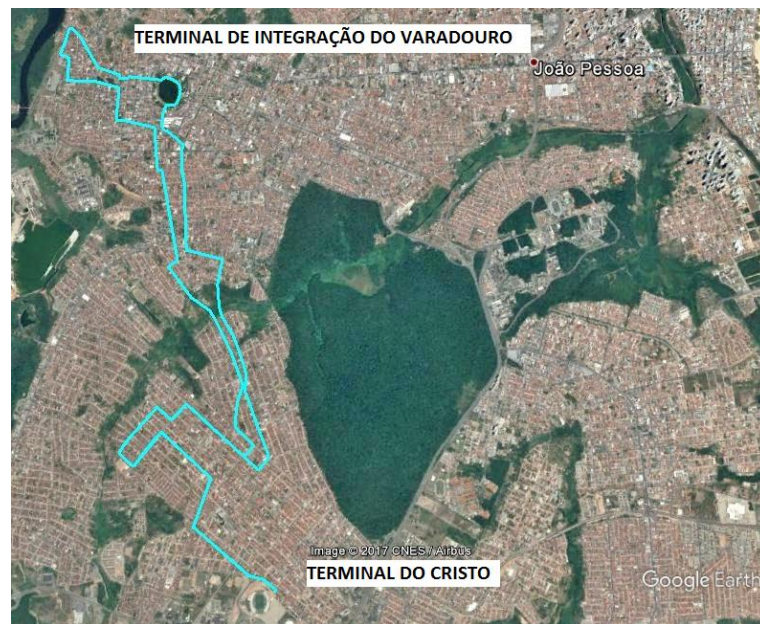 TERMINAL DE INTEGRAÇÃO DO VARADOURO
João Pessoa
Image © 2017 CNES / Airbus
TERMINAL DO CRISTO
Google Earth